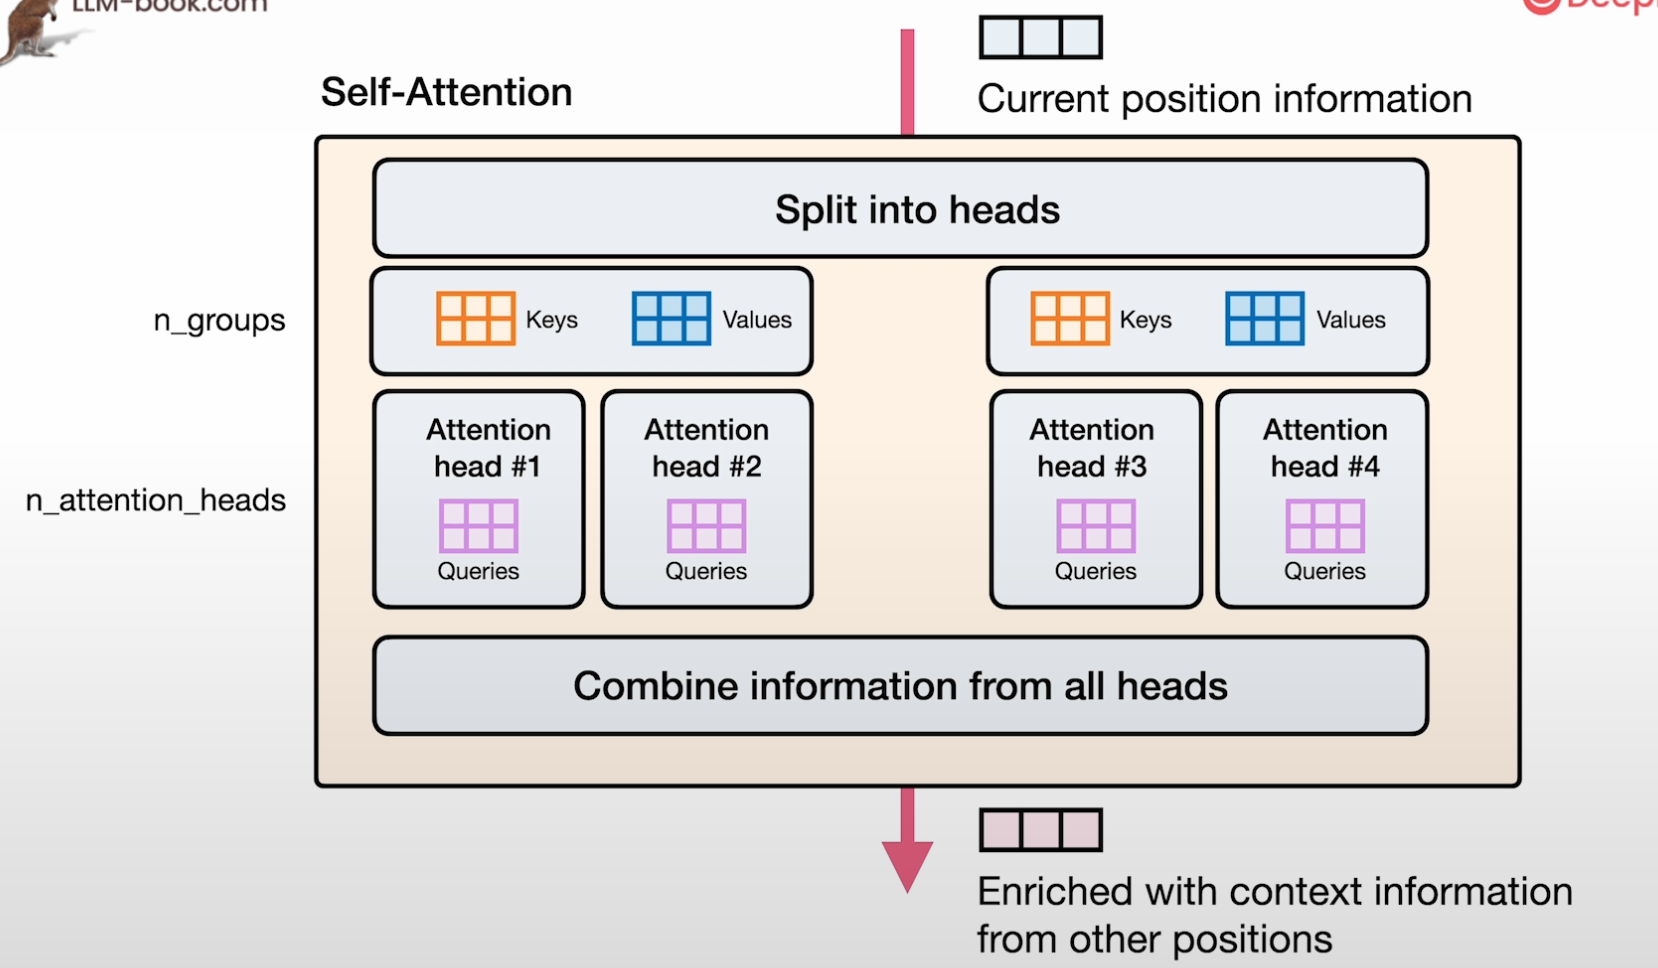 LLM-book.com
Self-Attention
Current position information
Split into heads
n_groups
Keys
Values
Keys
Values
n_attention_heads
Attention
head #1
Queries
Attention
head #2
Queries
Attention
head #3
Queries
Attention
head #4
Queries
Combine information from all heads
Enriched with context information
from other positions